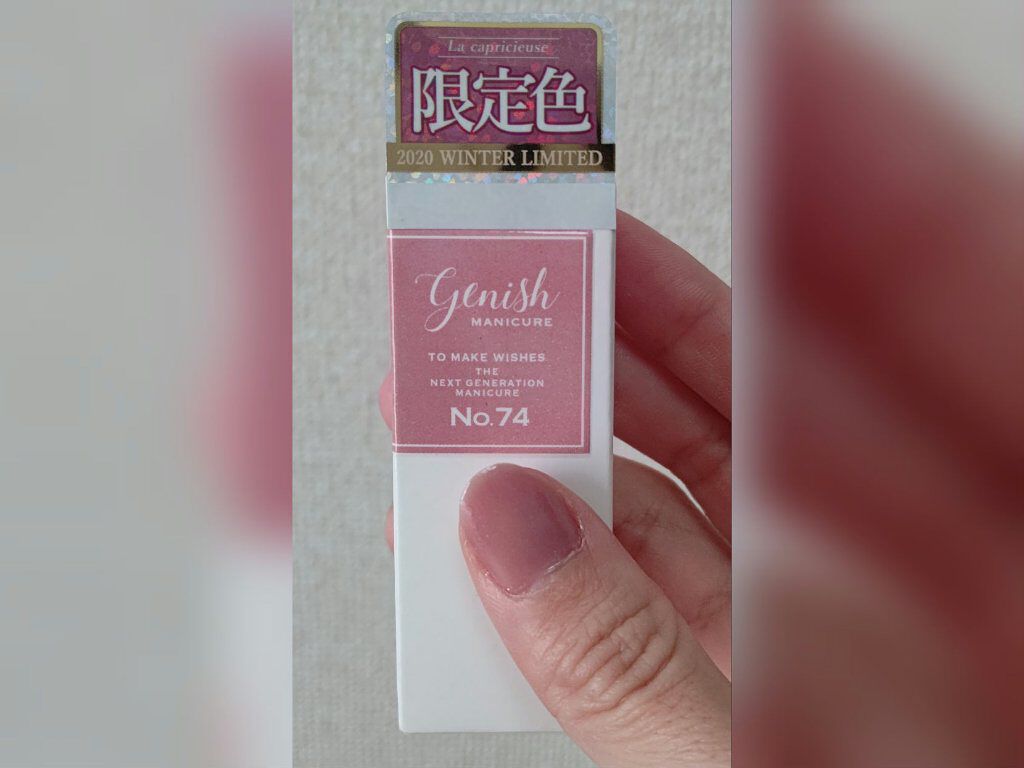 La capricieuse
限定色
2020 WINTER LIMITED
Genish
MANICURE
TO MAKE WISHES
THE
NEXT GENERATION
MANICURE
No.74